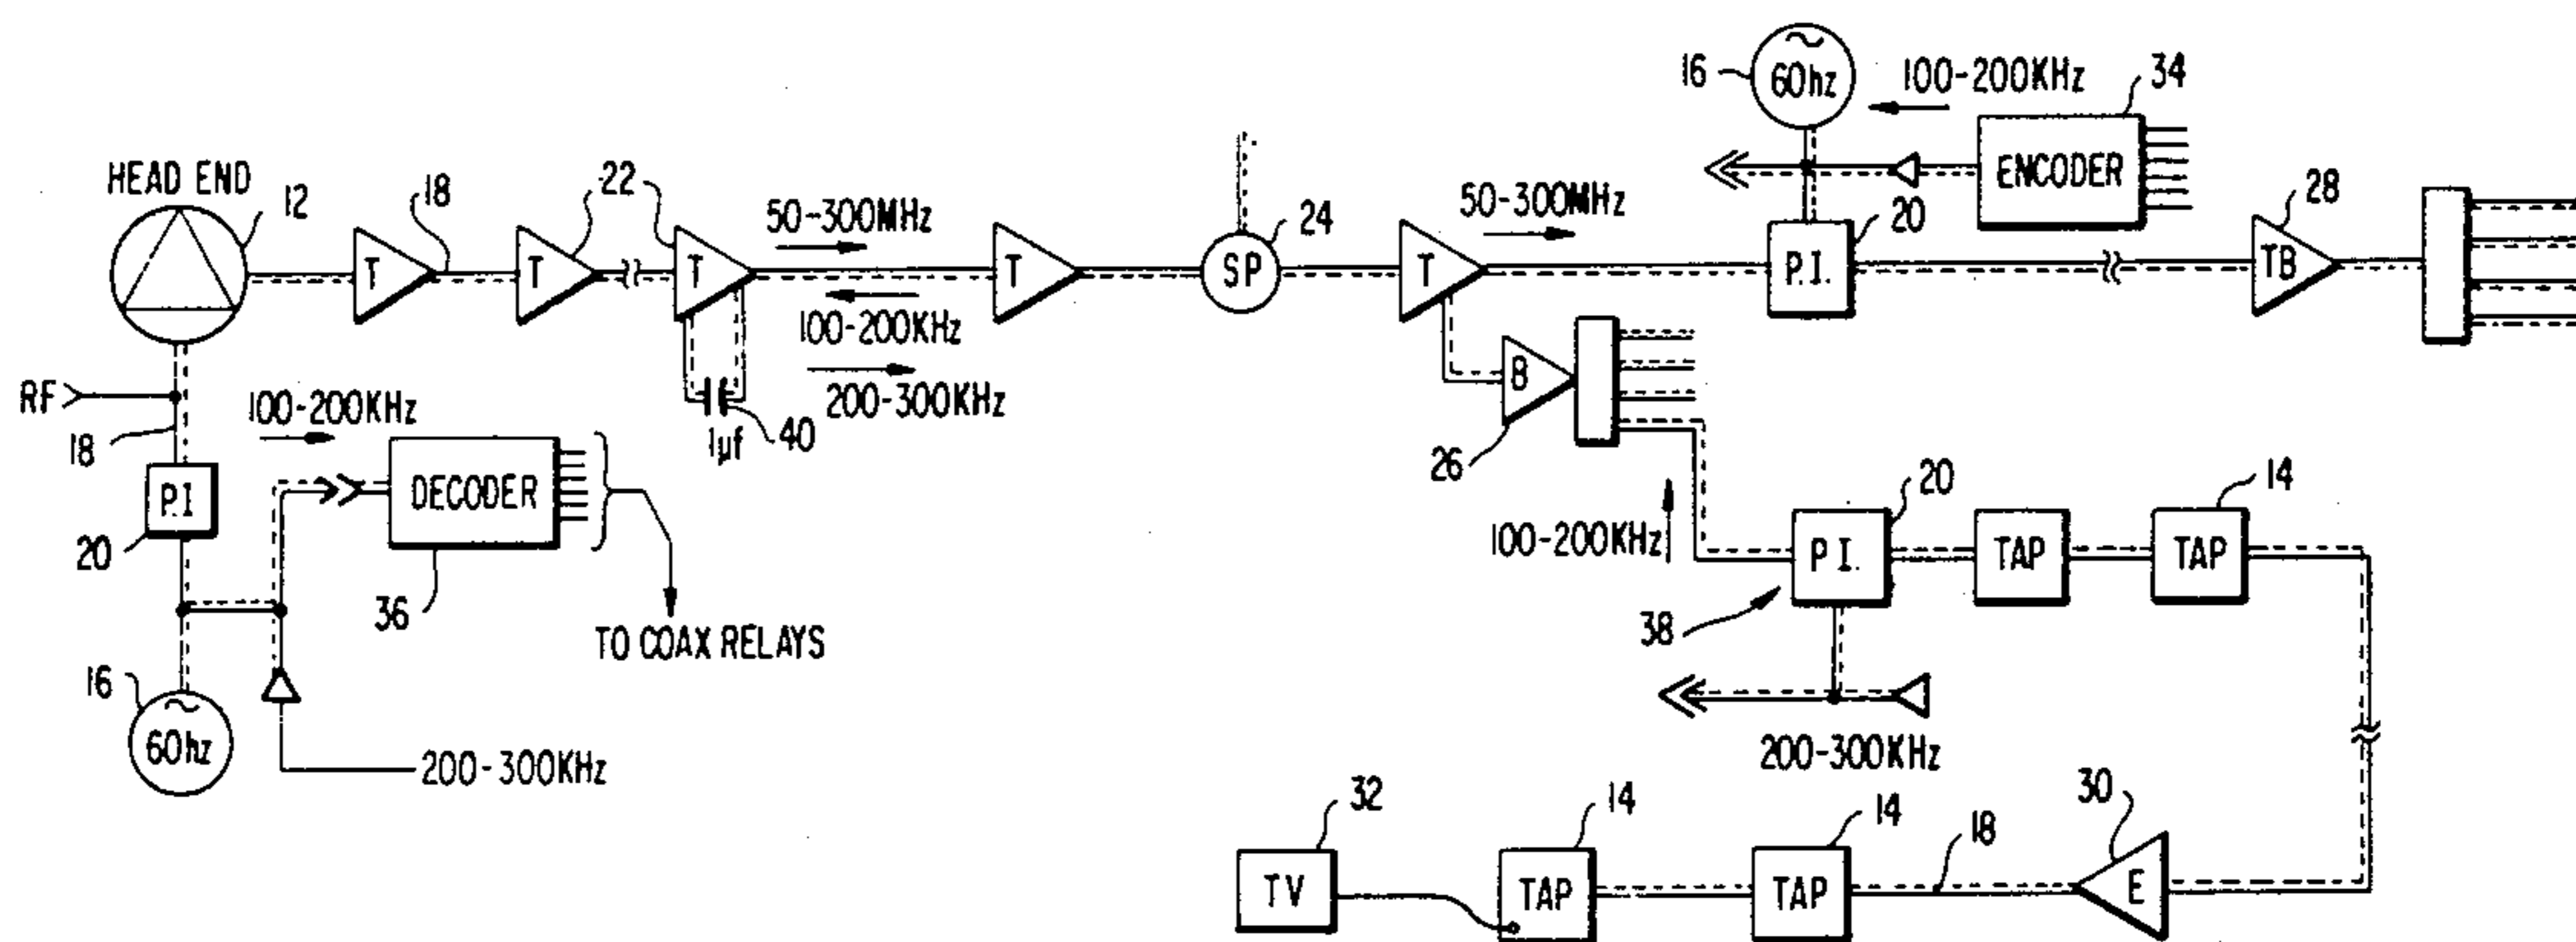 16
60hz
100-200KHz
34
ENCODER
HEAD END
12
18
22
50-300MHz
24
50-300MHz
20
28
T
T
T
T
SP
T
P.I.
TB
100-200KHz
200-300KHz
RF
18
100-200KHz
1μf
40
B
26
P.I
20
DECODER
36
TO COAX RELAYS
100-200KHz
20
14
P I.
TAP
TAP
38
16
60hz
200-300KHz
200-300KHz
32
14
14
18
30
TV
TAP
TAP
E